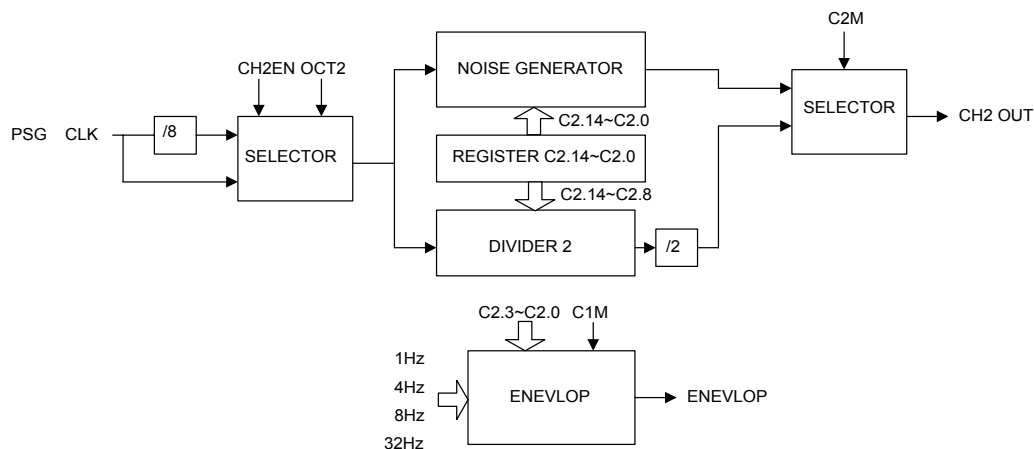 C2M
CH2EN OCT2
NOISE GENERATOR
SELECTOR
C2.14~C2.0
CH2 OUT
PSG CLK
/8
SELECTOR
REGISTER C2.14~C2.0
C2.14~C2.8
DIVIDER 2
/2
C2.3~C2.0
C1M
1Hz
4Hz
ENEVLOP
ENEVLOP
8Hz
32Hz